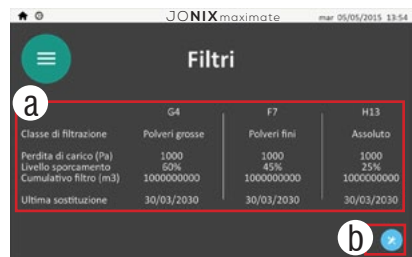 JONIX maximate mar 05/05/2015 13:54
Filtri
a
G4 F7 H13
Classe di filtrazione Polveri grosse Polveri fini Assoluto
Perdita di carico (Pa) 1000 1000 1000
Livello sporcamento 60% 45% 25%
Cumulativo filtro (m3) 1000000000 1000000000 1000000000
Ultima sostituzione 30/03/2030 30/03/2030 30/03/2030
b